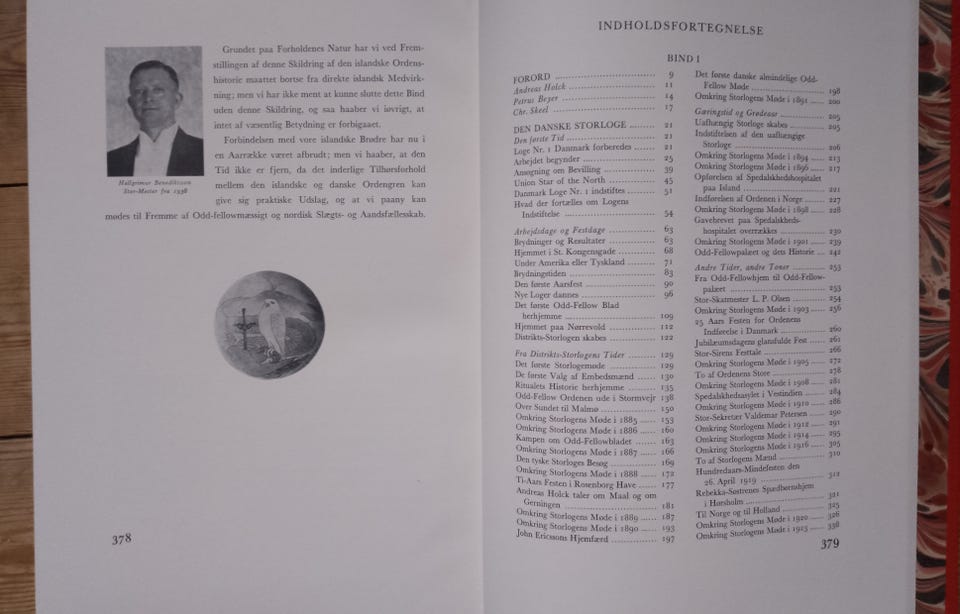 Grundet paa Forholdenes Natur har vi ved Frem-
stillingen af denne Skildring af den islandske Ordens-
historie maattet bortse fra direkte islandsk Medvirk-
ning; men vi har ikke ment at kunne slutte dette Bind
uden denne Skildring, og saa haaber vi iøvrigt, at
intet af væsentlig Betydning er forbigaaet.
Forbindelsen med vore islandske Brødre har nu i
en Aarrække været afbrudt; men vi haaber, at den
Tid ikke er fjern, da det inderlige Tilhørsforhold
mellem den islandske og danske Ordengren kan
give sig praktiske Udslag, og at vi paany kan
mødes til Fremme af Odd-fellowmæssigt og nordisk Slægts- og Aandsfællesskab.
Hallgrimur Benediktsson
Stor-Mester fra 1938
378
INDHOLDSFORTEGNELSE
BIND I
FORORD ... 9
Andreas Holck ... 11
Petrus Beyer ... 14
Chr. Skeel ... 17
DEN DANSKE STORLOGE ... 21
Den første Tid ... 21
Loge Nr. 1 Danmark forberedes ... 21
Arbejdet begynder ... 25
Ansøgning om Bevilling ... 39
Union Star of the North ... 45
Danmark Loge Nr. 1 indstiftes ... 51
Hvad der fortælles om Logens
Indstiftelse ... 54
Arbejdsdage og Festdage ... 63
Brydninger og Resultater ... 63
Hjemmet i St. Kongensgade ... 68
Under Amerika eller Tyskland ... 71
Brydningstiden ... 83
Den første Aarsfest ... 90
Nye Loger dannes ... 96
Det første Odd-Fellow Blad
herhjemme ... 109
Hjemmet paa Nørrevold ... 112
Distrikts-Storlogen skabes ... 122
Fra Distrikts-Storlogens Tider ... 129
Det første Storlogemøde ... 129
De første Valg af Embedsmænd ... 130
Ritualets Historie herhjemme ... 135
Odd-Fellow Ordenen ude i Stormvejr 138
Over Sundet til Malmø ... 150
Omkring Storlogens Møde i 1885 ... 153
Omkring Storlogens Møde i 1886 ... 160
Kampen om Odd-Fellowbladet ... 163
Omkring Storlogens Møde i 1887 ... 166
Den tyske Storloges Besøg ... 169
Omkring Storlogens Møde i 1888 ... 172
Ti-Aars Festen i Rosenborg Have ... 177
Andreas Holck taler om Maal og om
Gerningen ... 181
Omkring Storlogens Møde i 1889 ... 187
Omkring Storlogens Møde i 1890 ... 193
John Ericssons Hjemfærd ... 197
Det første danske almindelige Odd-
Fellow Møde ... 198
Omkring Storlogens Møde i 1891 ... 200
Gæringstid og Grødeaar ... 205
Uafhængig Storloge skabes ... 205
Indstiftelsen af den uafhængige
Storloge ... 206
Omkring Storlogens Møde i 1894 ... 213
Omkring Storlogens Møde i 1896 ... 217
Opførelsen af Spedalskhedshospitalet
paa Island ... 221
Indførelsen af Ordenen i Norge ... 227
Omkring Storlogens Møde i 1898 ... 228
Gavebrevet paa Spedalskheds-
hospitalet overrækkes ... 230
Omkring Storlogens Møde i 1901 ... 239
Odd-Fellowpalæet og dets Historie ... 242
Andre Tider, andre Toner ... 253
Fra Odd-Fellowhjem til Odd-Fellow-
palæet ... 253
Stor-Skatmester L. P. Olsen ... 254
Omkring Storlogens Møde i 1903 ... 256
25 Aars Festen for Ordenens
Indførelse i Danmark ... 260
Jubilæumsdagens glansfulde Fest ... 261
Stor-Sirens Festtale ... 266
Omkring Storlogens Møde i 1905 ... 272
To af Ordenens Store ... 278
Omkring Storlogens Møde i 1908 ... 281
Spedalskhedsasylet i Vestindien ... 284
Omkring Storlogens Møde i 1910 ... 286
Stor-Sekretær Valdemar Petersen ... 290
Omkring Storlogens Møde i 1912 ... 291
Omkring Storlogens Møde i 1914 ... 295
Omkring Storlogens Møde i 1916 ... 305
To af Storlogens Mænd ... 310
Hundredaars-Mindefesten den
26. April 1919 ... 312
Rebekka-Søstrenes Spædbørnshjem
i Hørsholm ... 321
Til Norge og til Holland ... 325
Omkring Storlogens Møde i 1920 ... 326
Omkring Storlogens Møde i 1925 ... 338
379